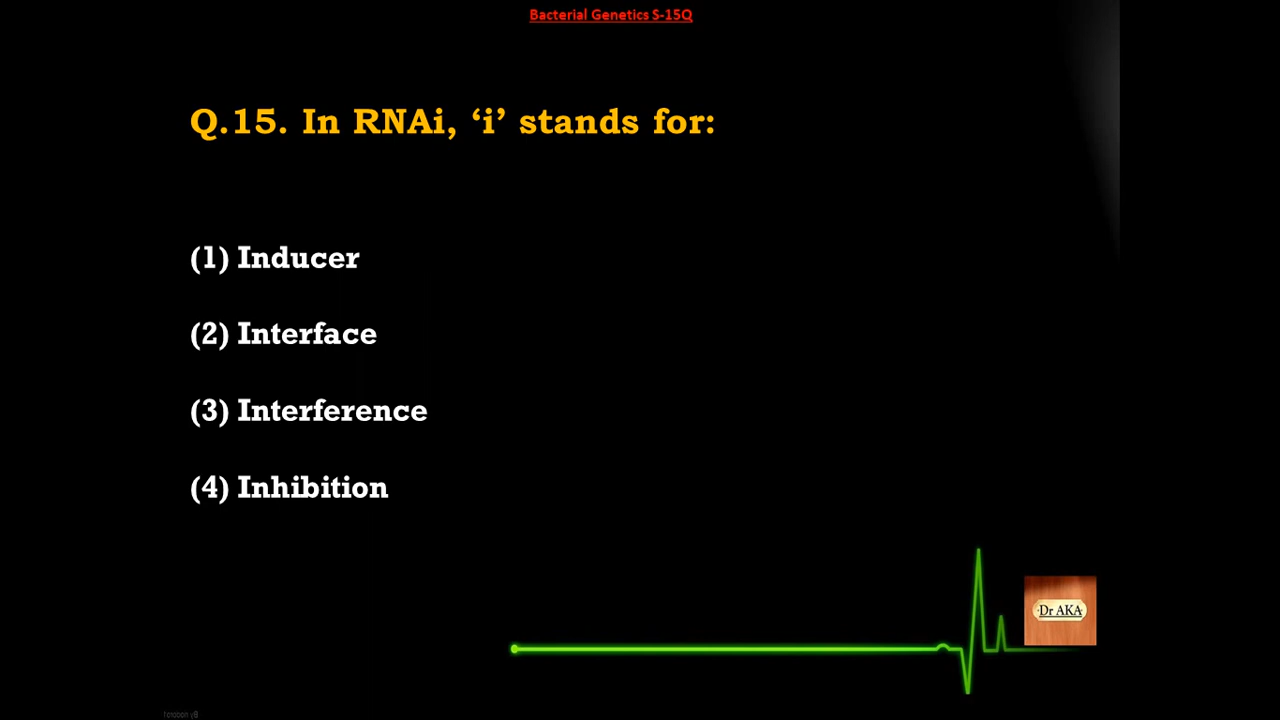 Bacterial Genetics S-15Q
Q.15. In RNAi, ‘i’ stands for:
(1) Inducer
(2) Interface
(3) Interference
(4) Inhibition
Dr AKA